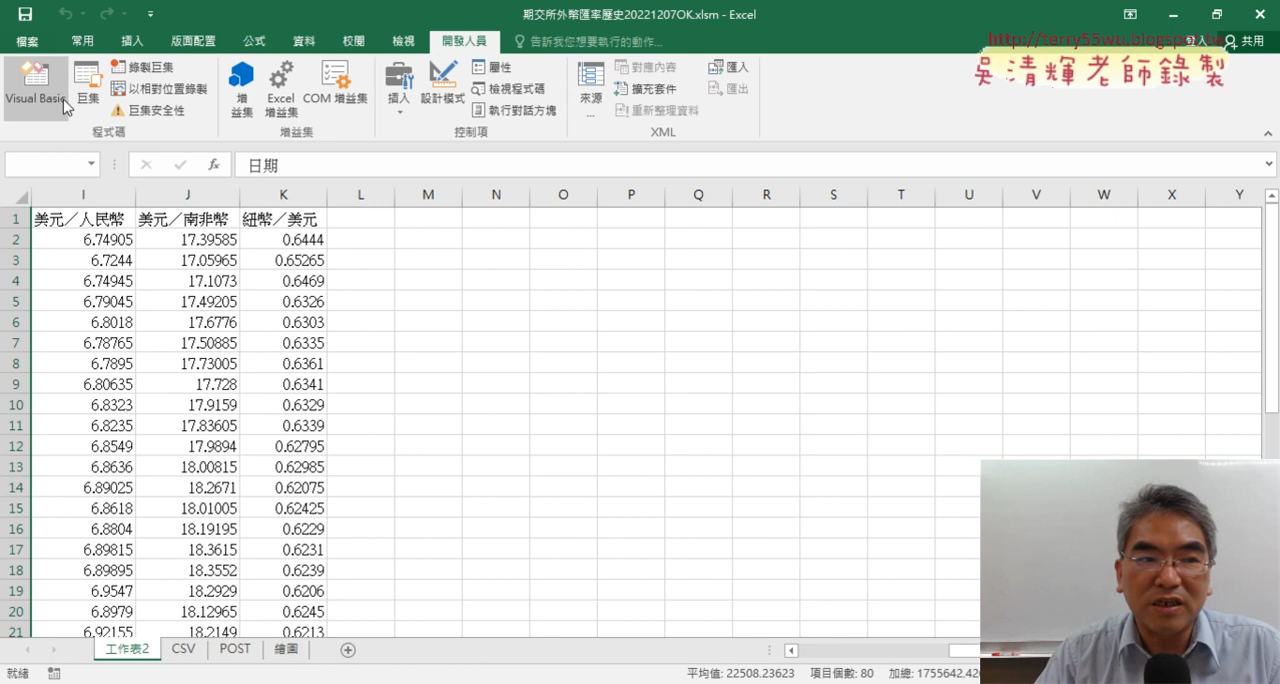 期交所外幣匯率歷史20221207OK.xlsm - Excel
檔案 常用 插入 版面配置 公式 資料 校閱 檢視 開發人員 告訴我您想要執行的動作... 登入 共用
http://terry55wu.blogspot.tw
吳清輝老師錄製
Visual Basic 巨集 錄製巨集 以相對位置錄製 巨集安全性 程式碼
增益集 Excel 增益集 COM 增益集 增益集
插入 設計模式 屬性 檢視程式碼 執行對話方塊 控制項
來源... 對應內容 擴充套件 重新整理資料 匯入 匯出 XML
fx 日期
I J K L M N O P Q R S T U V W X Y
1 美元／人民幣 美元／南非幣 紐幣／美元
2 6.74905 17.39585 0.6444
3 6.7244 17.05965 0.65265
4 6.74945 17.1073 0.6469
5 6.79045 17.49205 0.6326
6 6.8018 17.6776 0.6303
7 6.78765 17.50885 0.6335
8 6.7895 17.73005 0.6361
9 6.80635 17.728 0.6341
10 6.8323 17.9159 0.6329
11 6.8235 17.83605 0.6339
12 6.8549 17.9894 0.62795
13 6.8636 18.00815 0.62985
14 6.89025 18.2671 0.62075
15 6.8618 18.01005 0.62425
16 6.8804 18.19195 0.6229
17 6.89815 18.3615 0.6231
18 6.89895 18.3552 0.6239
19 6.9547 18.2929 0.6206
20 6.8979 18.12965 0.6245
21 6.92155 18.2149 0.6213
工作表2 CSV POST 繪圖
就緒 平均值: 22508.23623 項目個數: 80 加總: 1755642.42